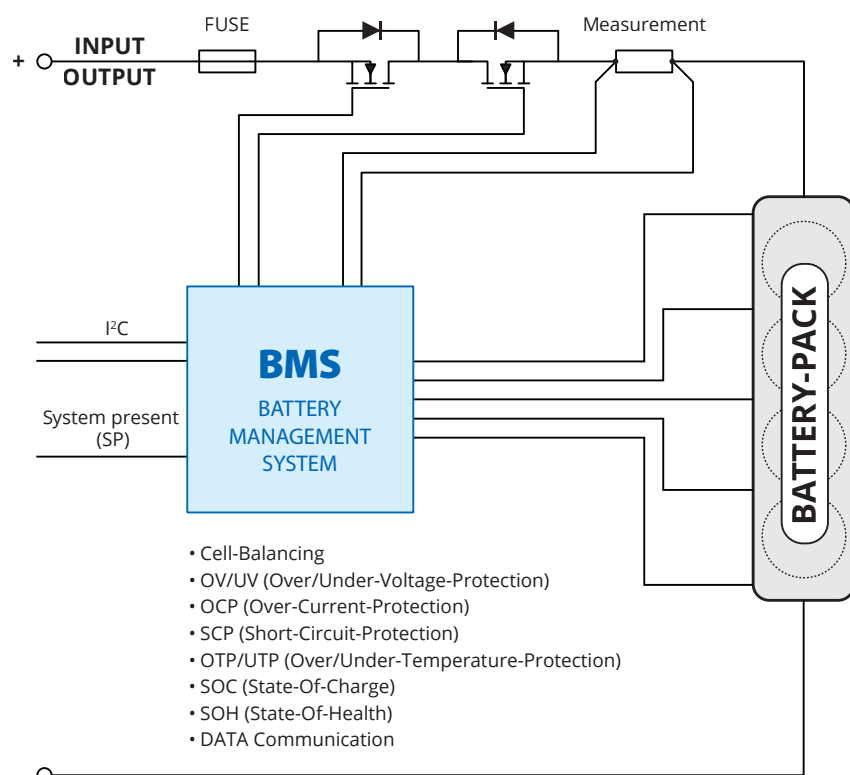 FUSE
Measurement
+
INPUT
OUTPUT
I²C
System present
(SP)
BMS
BATTERY
MANAGEMENT
SYSTEM
BATTERY-PACK
• Cell-Balancing
• OV/UV (Over/Under-Voltage-Protection)
• OCP (Over-Current-Protection)
• SCP (Short-Circuit-Protection)
• OTP/UTP (Over/Under-Temperature-Protection)
• SOC (State-Of-Charge)
• SOH (State-Of-Health)
• DATA Communication